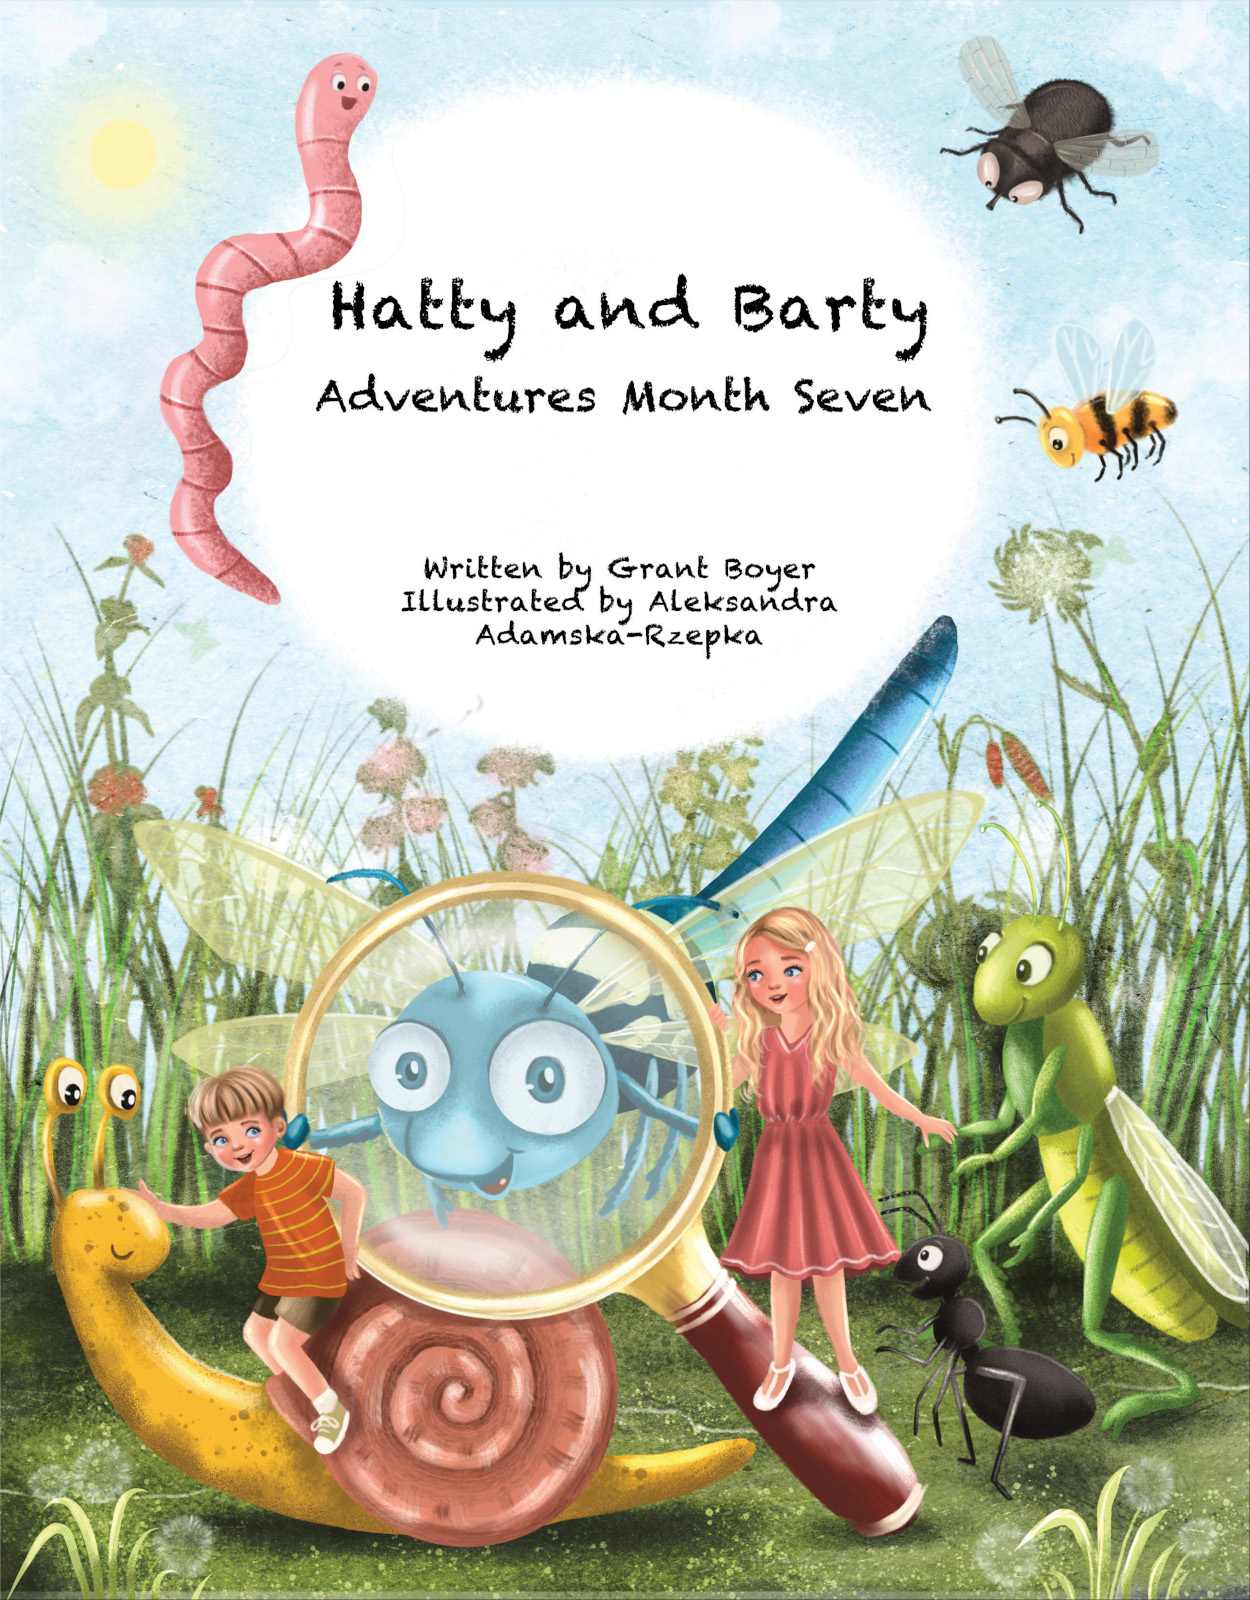 Hatty and Barty
Adventures Month Seven
Written by Grant Boyer
Illustrated by Aleksandra
Adamska-Rzepka